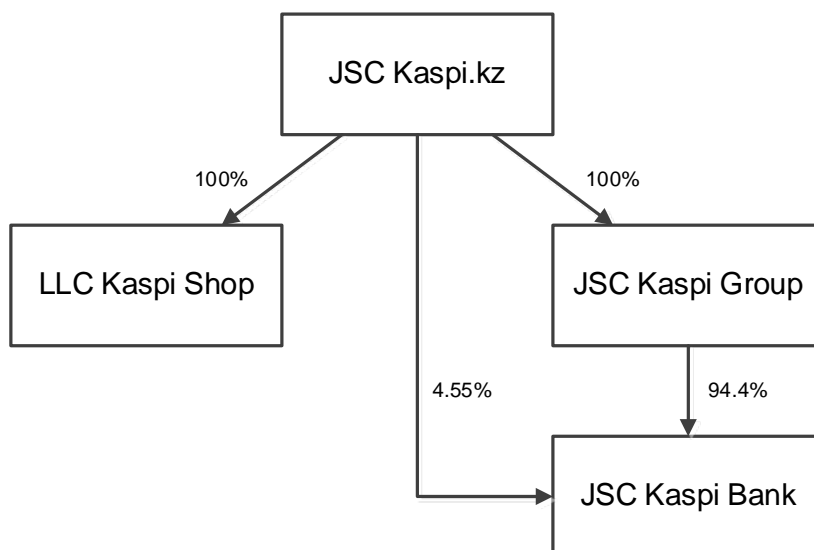 JSC Kaspi.kz
100%
100%
LLC Kaspi Shop
JSC Kaspi Group
4.55%
94.4%
JSC Kaspi Bank